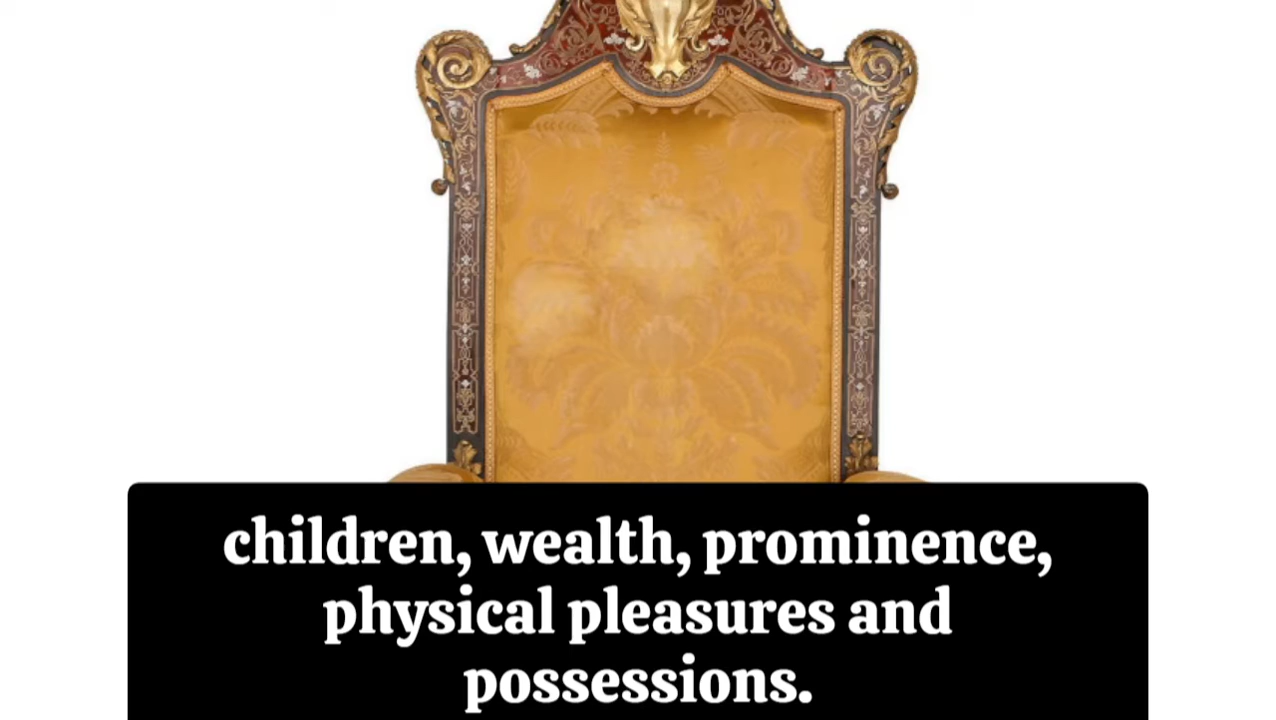 children, wealth, prominence,
physical pleasures and
possessions.